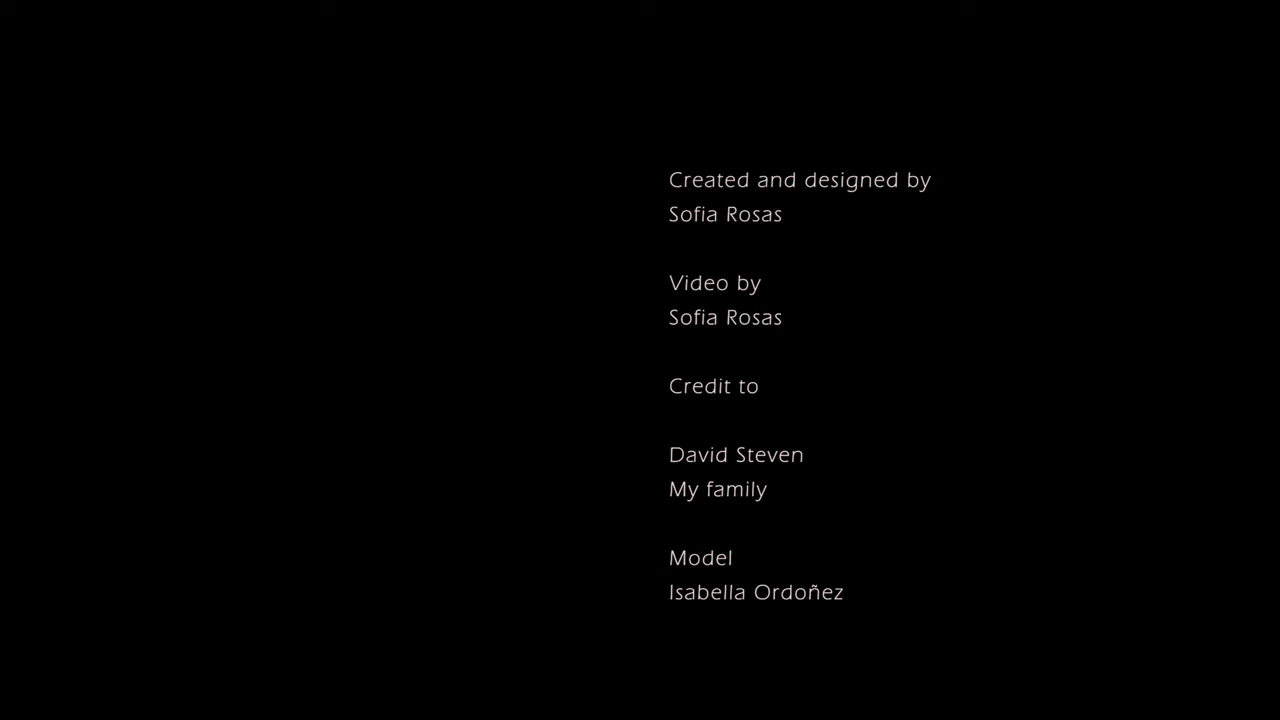 Created and designed by
Sofia Rosas
Video by
Sofia Rosas
Credit to
David Steven
My family
Model
Isabella Ordoñez